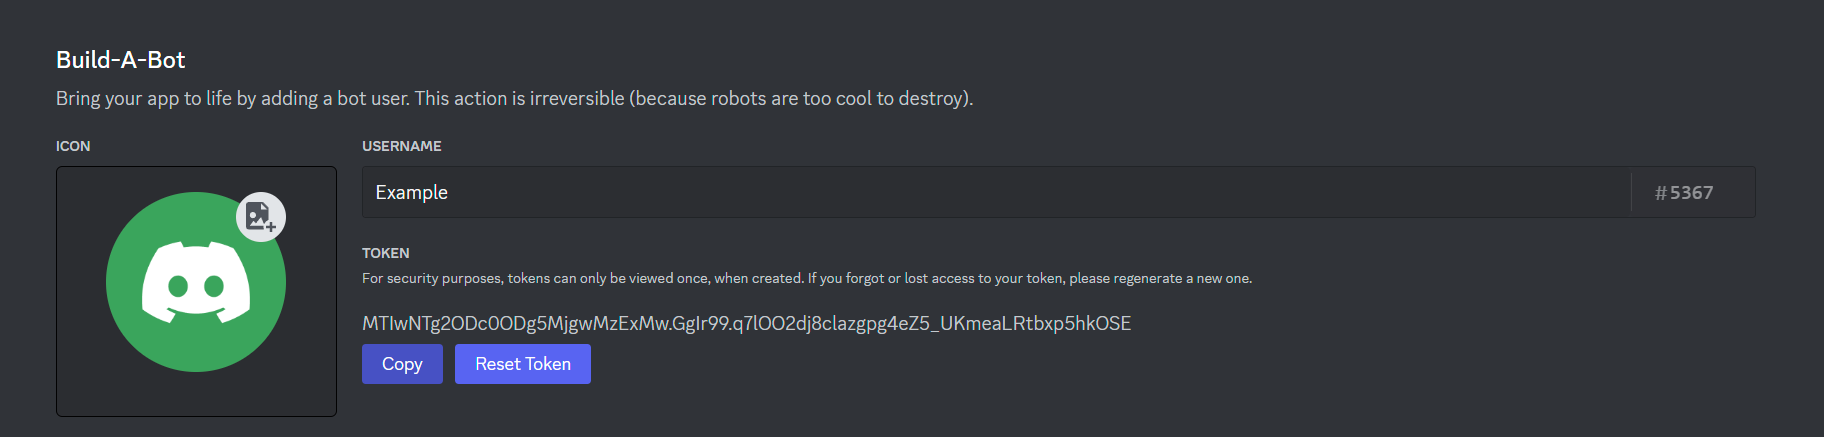 Build-A-Bot
Bring your app to life by adding a bot user. This action is irreversible (because robots are too cool to destroy).
ICON
USERNAME
Example
#5367
TOKEN
For security purposes, tokens can only be viewed once, when created. If you forgot or lost access to your token, please regenerate a new one.
MTIwNTg2ODc0ODg5MjgwMzExMw.GgIr99.q7lOO2dj8clazgpg4eZ5_UKmeaLRtbxp5hkOSE
Copy
Reset Token